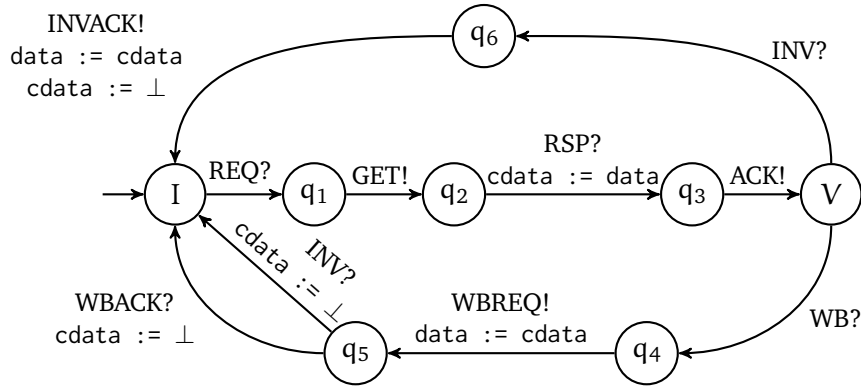 INVACK!
data := cdata
cdata := ⊥
q₆
INV?
I
REQ?
q₁
GET!
q₂
RSP?
cdata := data
q₃
ACK!
V
INV?
cdata := ⊥
WBACK?
cdata := ⊥
q₅
WBREQ!
data := cdata
q₄
WB?